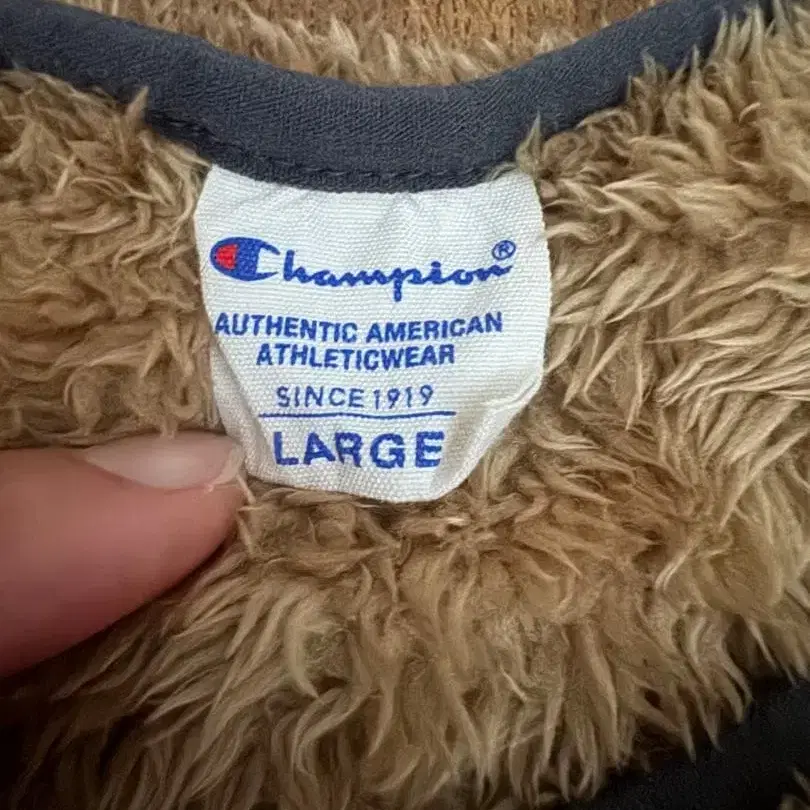 Champion®
AUTHENTIC AMERICAN
ATHLETICWEAR
SINCE 1919
LARGE